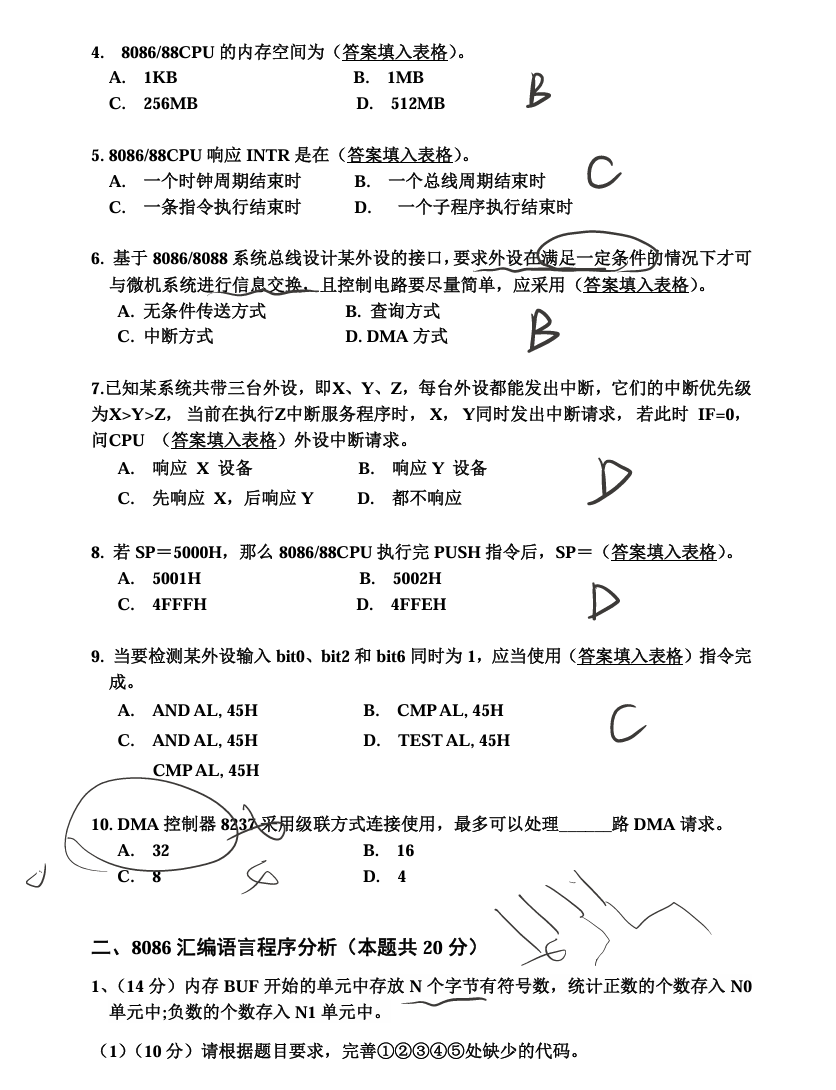 4. 8086/88CPU 的内存空间为（答案填入表格）。
A. 1KB B. 1MB
C. 256MB D. 512MB
B
5. 8086/88CPU 响应 INTR 是在（答案填入表格）。
A. 一个时钟周期结束时 B. 一个总线周期结束时
C. 一条指令执行结束时 D. 一个子程序执行结束时
C
6. 基于 8086/8088 系统总线设计某外设的接口，要求外设在满足一定条件的情况下才可
与微机系统进行信息交换，且控制电路要尽量简单，应采用（答案填入表格）。
A. 无条件传送方式 B. 查询方式
C. 中断方式 D. DMA 方式
B
7.已知某系统共带三台外设，即X、Y、Z，每台外设都能发出中断，它们的中断优先级
为X>Y>Z， 当前在执行Z中断服务程序时， X， Y同时发出中断请求， 若此时 IF=0，
问CPU （答案填入表格）外设中断请求。
A. 响应 X 设备 B. 响应 Y 设备
C. 先响应 X，后响应 Y D. 都不响应
D
8. 若 SP＝5000H，那么 8086/88CPU 执行完 PUSH 指令后，SP＝（答案填入表格）。
A. 5001H B. 5002H
C. 4FFFH D. 4FFEH
D
9. 当要检测某外设输入 bit0、bit2 和 bit6 同时为 1，应当使用（答案填入表格）指令完
成。
A. AND AL, 45H B. CMP AL, 45H
C. AND AL, 45H D. TEST AL, 45H
CMP AL, 45H
C
10. DMA 控制器 8237 采用级联方式连接使用，最多可以处理______路 DMA 请求。
A. 32 B. 16
C. 8 D. 4
二、8086 汇编语言程序分析（本题共 20 分）
1、（14 分）内存 BUF 开始的单元中存放 N 个字节有符号数，统计正数的个数存入 N0
单元中;负数的个数存入 N1 单元中。
（1）（10 分）请根据题目要求，完善①②③④⑤处缺少的代码。